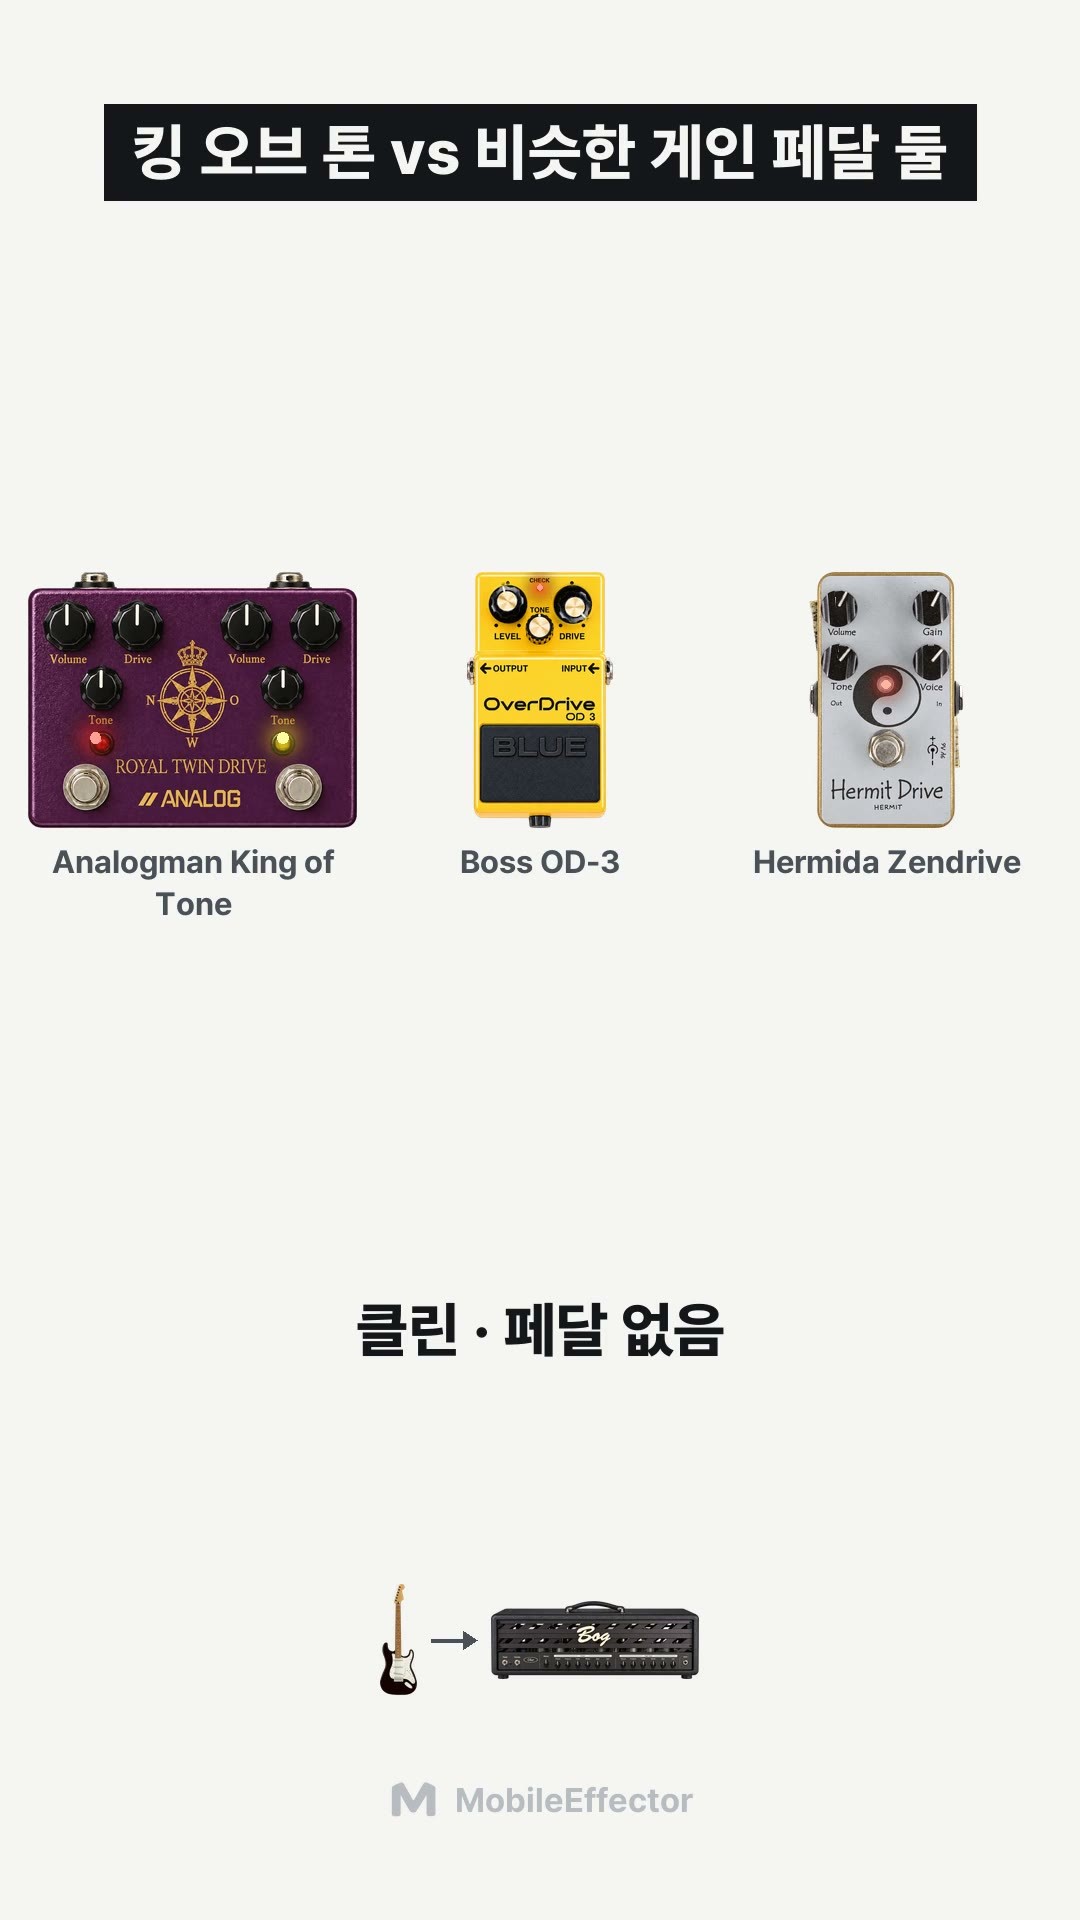 킹 오브 톤 vs 비슷한 게인 페달 둘
Volume Drive Volume Drive
Tone Tone
N O
W
ROYAL TWIN DRIVE
ANALOG
CHECK
TONE
LEVEL DRIVE
OUTPUT INPUT
OverDrive
OD 3
BLUE
Volume Gain
Tone Voice
Out In
9V
Hermit Drive
HERMIT
Analogman King of
Tone
Boss OD-3
Hermida Zendrive
클린 · 페달 없음
Bog
MobileEffector